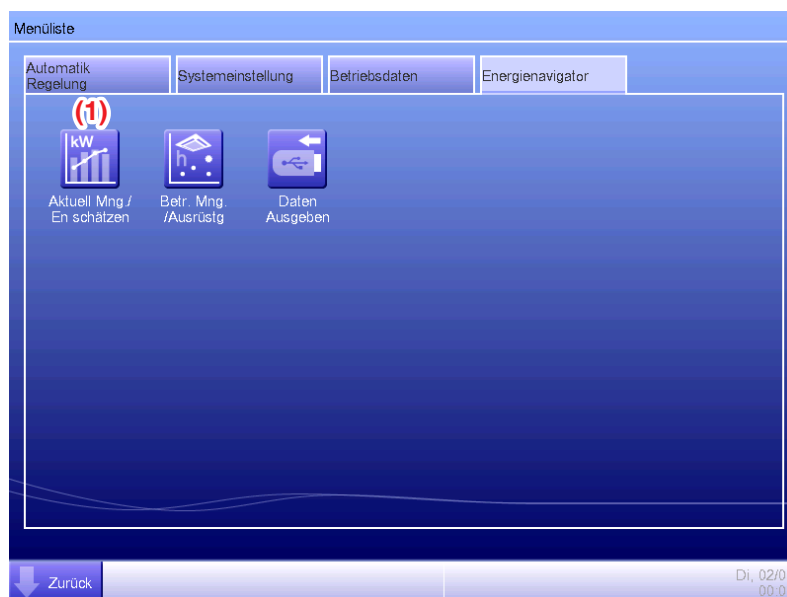 Menüliste
Automatik
Regelung
Systemeinstellung
Betriebsdaten
Energienavigator
(1)
kW
h
Aktuell Mng./
En schätzen
Betr. Mng.
/Ausrüstg
Daten
Ausgeben
Zurück
Di, 02/0
00:0